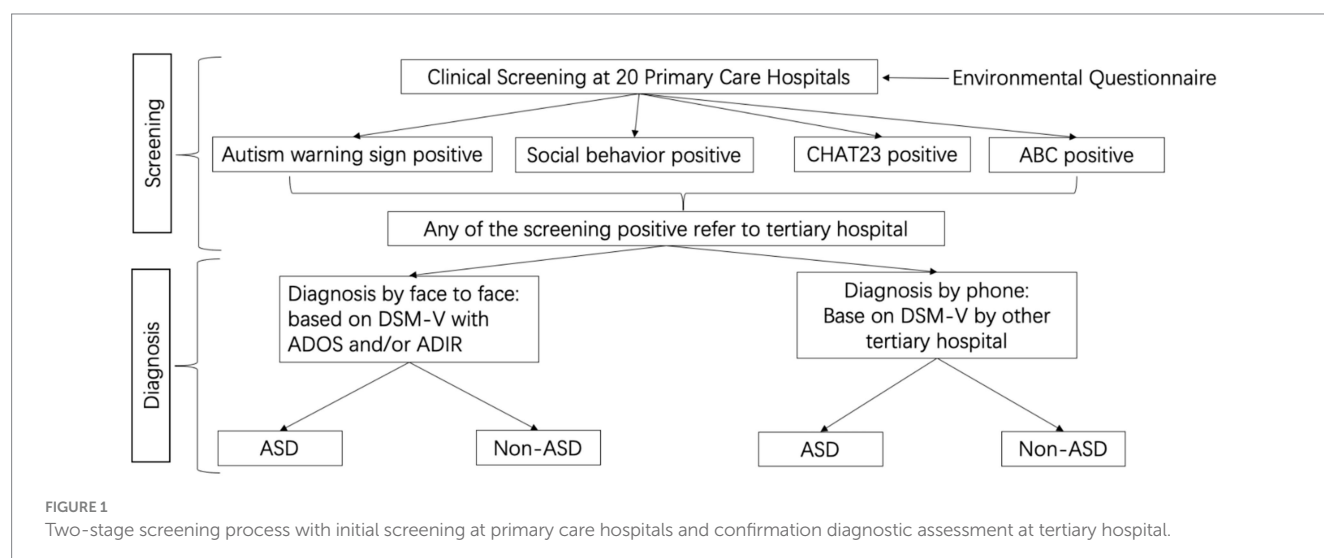 Screening
Clinical Screening at 20 Primary Care Hospitals
Environmental Questionnaire
Autism warning sign positive
Social behavior positive
CHAT23 positive
ABC positive
Any of the screening positive refer to tertiary hospital
Diagnosis
Diagnosis by face to face:
based on DSM-V with
ADOS and/or ADIR
Diagnosis by phone:
Base on DSM-V by other
tertiary hospital
ASD
Non-ASD
ASD
Non-ASD
FIGURE 1
Two-stage screening process with initial screening at primary care hospitals and confirmation diagnostic assessment at tertiary hospital.